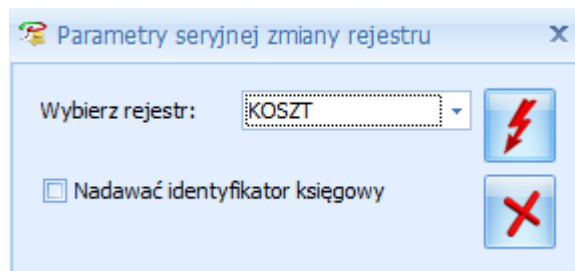 Parametry seryjnej zmiany rejestru
Wybierz rejestr: KOSZT
Nadawać identyfikator księgowy